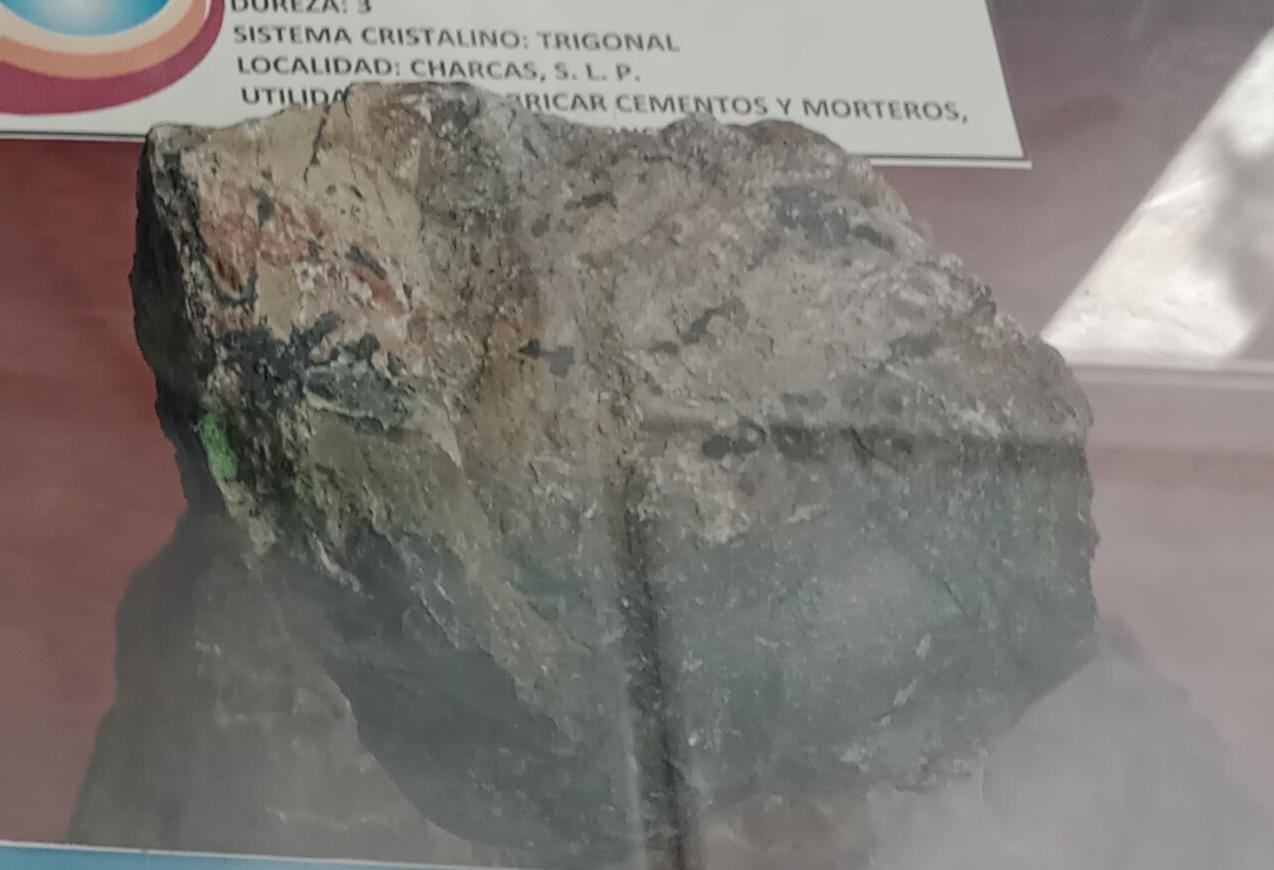 DUREZA: 3
SISTEMA CRISTALINO: TRIGONAL
LOCALIDAD: CHARCAS, S. L. P.
CEMENTOS Y MORTEROS,